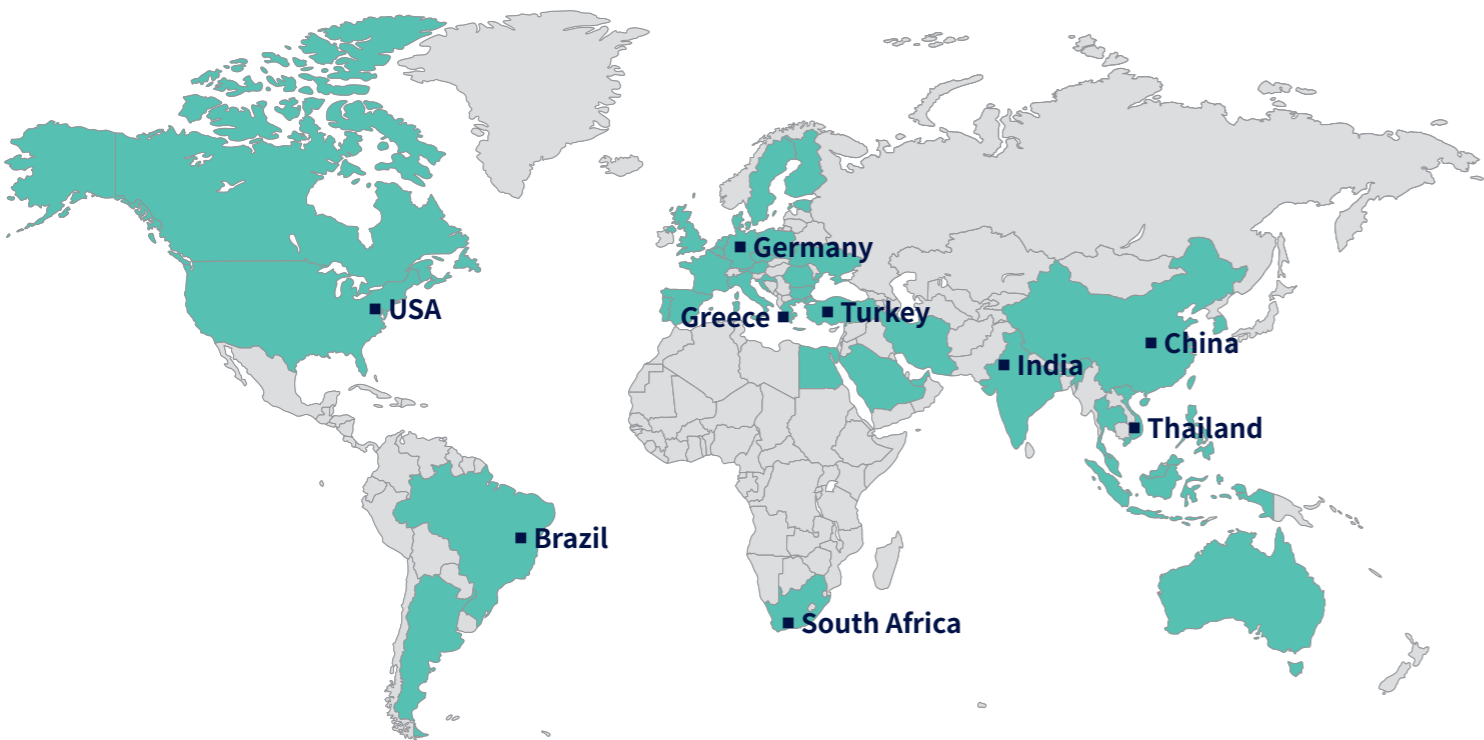 Germany
USA
Greece
Turkey
China
India
Thailand
Brazil
South Africa